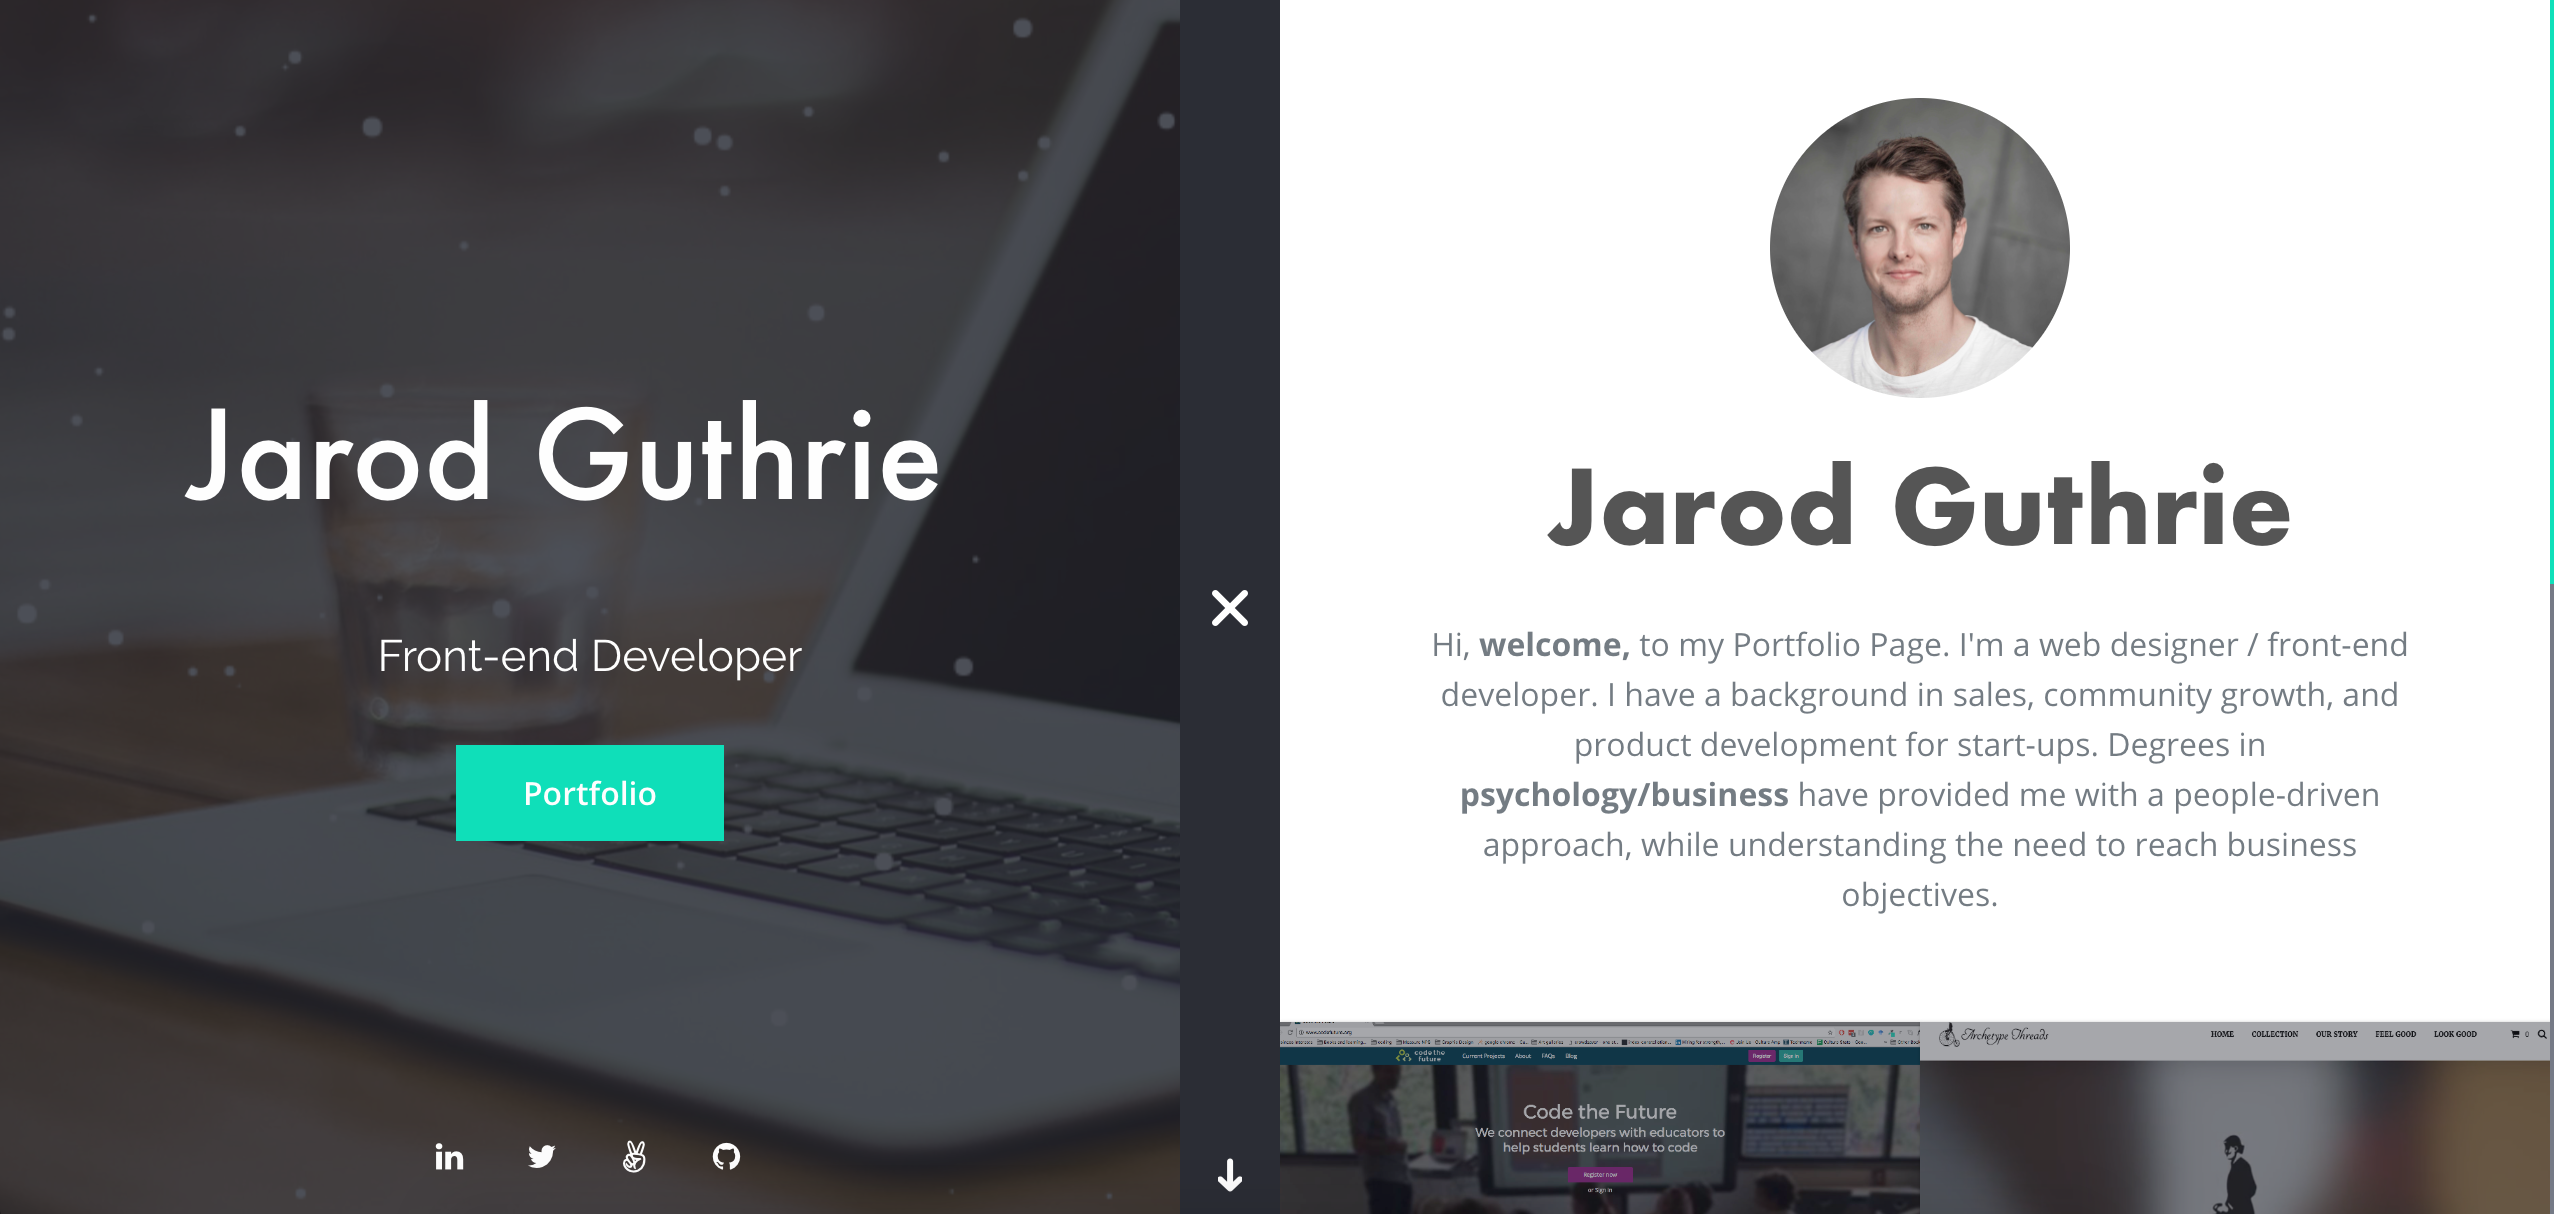 Jarod Guthrie
Front-end Developer
Portfolio
Jarod Guthrie
Hi, welcome, to my Portfolio Page. I'm a web designer / front-end
developer. I have a background in sales, community growth, and
product development for start-ups. Degrees in
psychology/business have provided me with a people-driven
approach, while understanding the need to reach business
objectives.
www.codefuture.org
code the
future
Current Projects About FAQs Blog
Register Sign in
Code the Future
We connect developers with educators to
help students learn how to code
Register now
or Sign in
Archetype Threads
HOME COLLECTION OUR STORY FEEL GOOD LOOK GOOD 0